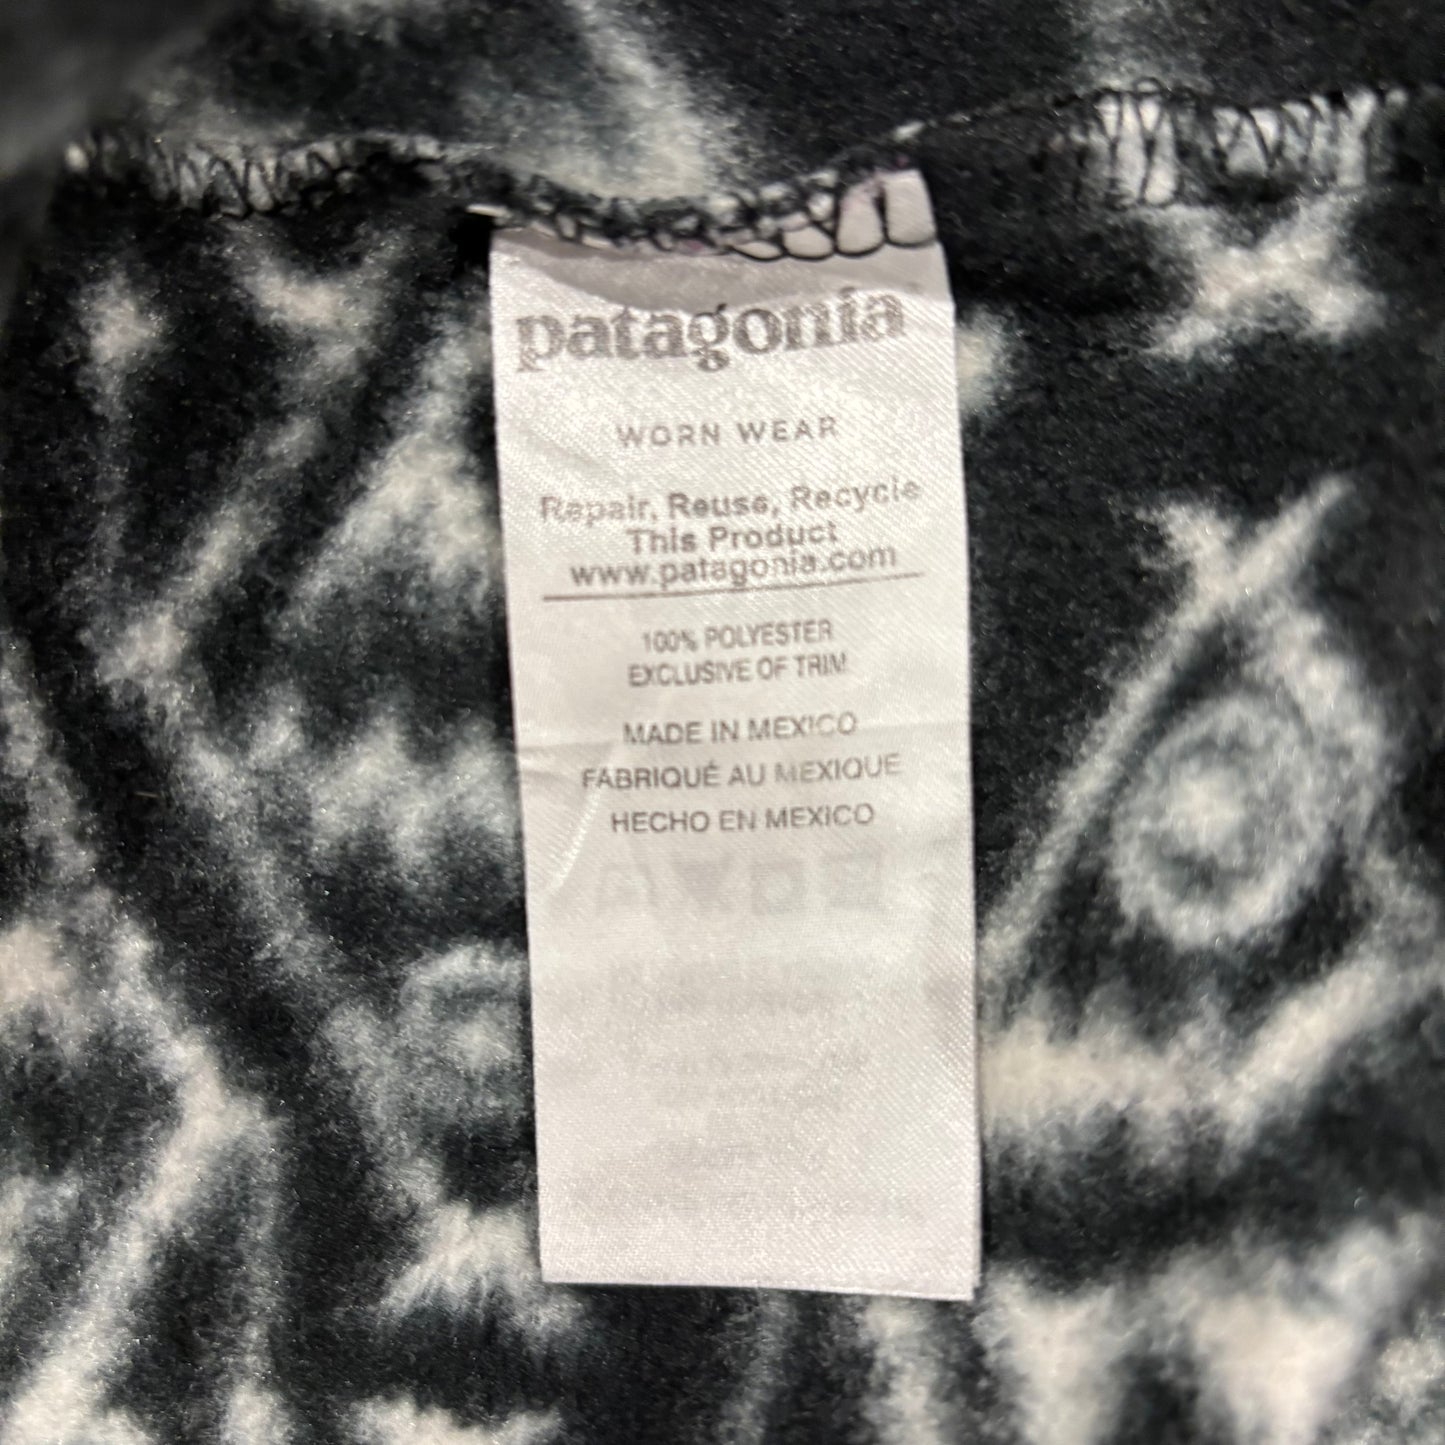 patagonia
WORN WEAR
Repair, Reuse, Recycle
This Product
www.patagonia.com
100% POLYESTER
EXCLUSIVE OF TRIM
MADE IN MEXICO
FABRIQUÉ AU MEXIQUE
HECHO EN MEXICO